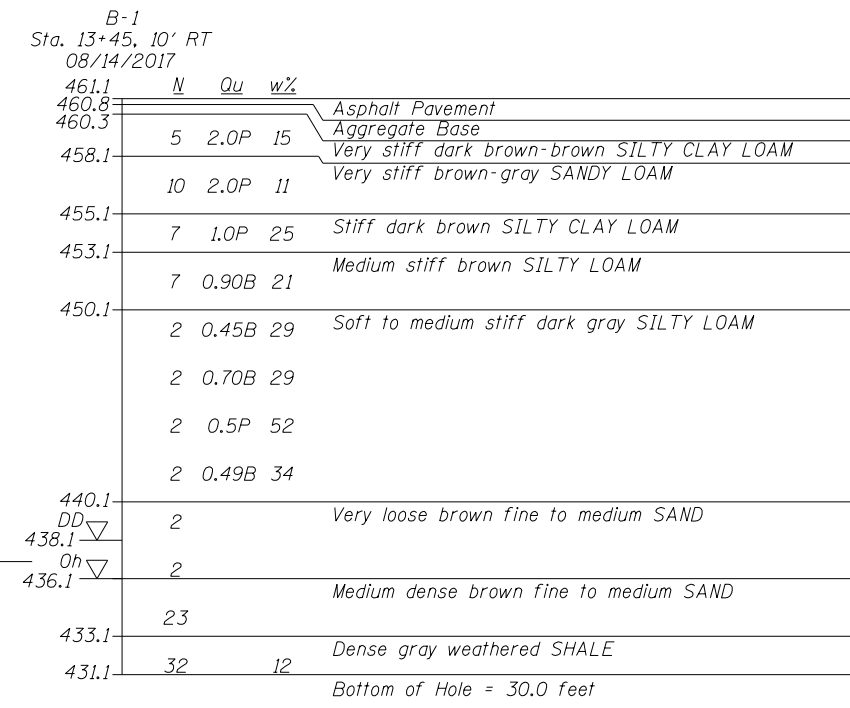 B-1
Sta. 13+45, 10' RT
08/14/2017
461.1 N Qu w%
460.8 Asphalt Pavement
460.3 Aggregate Base
5 2.0P 15
458.1 Very stiff dark brown-brown SILTY CLAY LOAM
Very stiff brown-gray SANDY LOAM
10 2.0P 11
455.1
7 1.0P 25 Stiff dark brown SILTY CLAY LOAM
453.1
Medium stiff brown SILTY LOAM
7 0.90B 21
450.1
2 0.45B 29 Soft to medium stiff dark gray SILTY LOAM
2 0.70B 29
2 0.5P 52
2 0.49B 34
440.1
DD 2 Very loose brown fine to medium SAND
438.1
0h 2
436.1
Medium dense brown fine to medium SAND
23
433.1
Dense gray weathered SHALE
431.1 32 12
Bottom of Hole = 30.0 feet